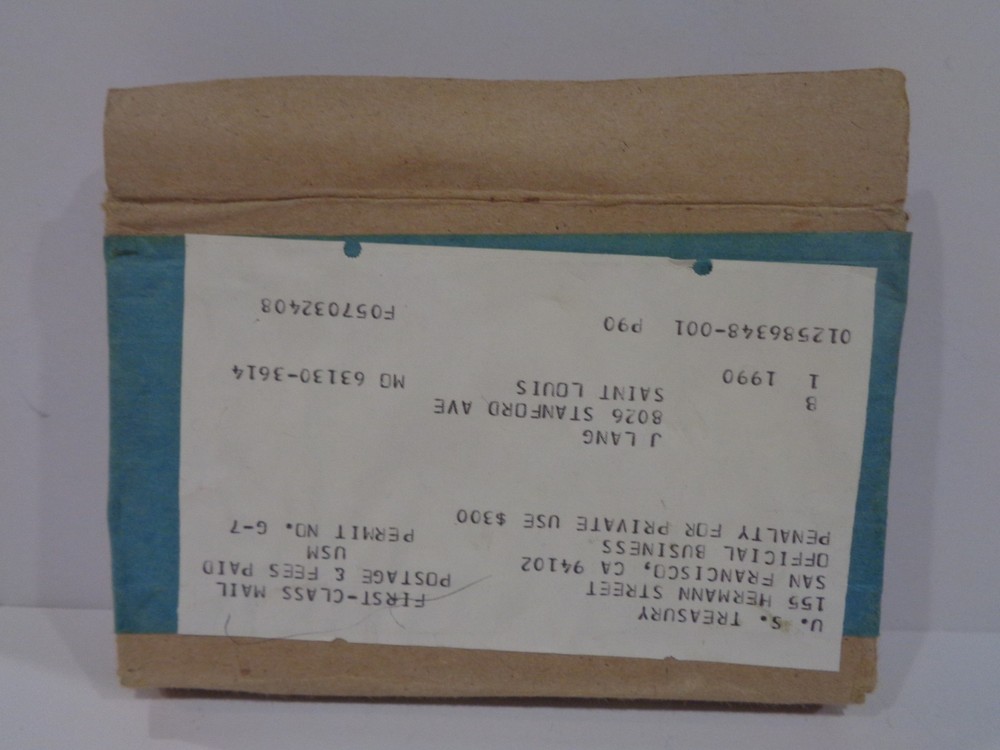 U. S. TREASURY
155 HERMANN STREET
SAN FRANCISCO, CA 94102
OFFICIAL BUSINESS
PENALTY FOR PRIVATE USE $300
FIRST-CLASS MAIL
POSTAGE & FEES PAID
USM
PERMIT NO. G-7
J LANG
8026 STANFORD AVE
SAINT LOUIS MO 63130-3614
8
1 1990
012586348-001 P90 F057032408